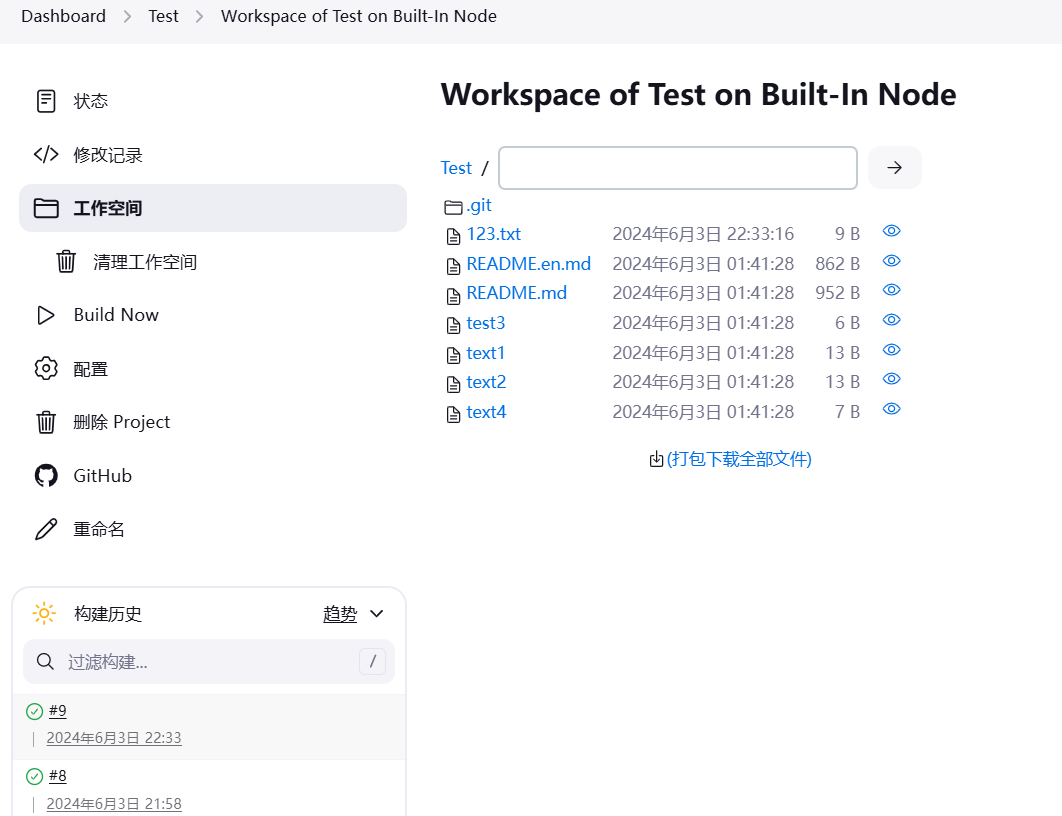 Dashboard > Test > Workspace of Test on Built-In Node
状态
修改记录
工作空间
清理工作空间
Build Now
配置
删除 Project
GitHub
重命名
构建历史 趋势
过滤构建... /
#9
2024年6月3日 22:33
#8
2024年6月3日 21:58
Workspace of Test on Built-In Node
Test /
.git
123.txt 2024年6月3日 22:33:16 9 B
README.en.md 2024年6月3日 01:41:28 862 B
README.md 2024年6月3日 01:41:28 952 B
test3 2024年6月3日 01:41:28 6 B
text1 2024年6月3日 01:41:28 13 B
text2 2024年6月3日 01:41:28 13 B
text4 2024年6月3日 01:41:28 7 B
(打包下载全部文件)